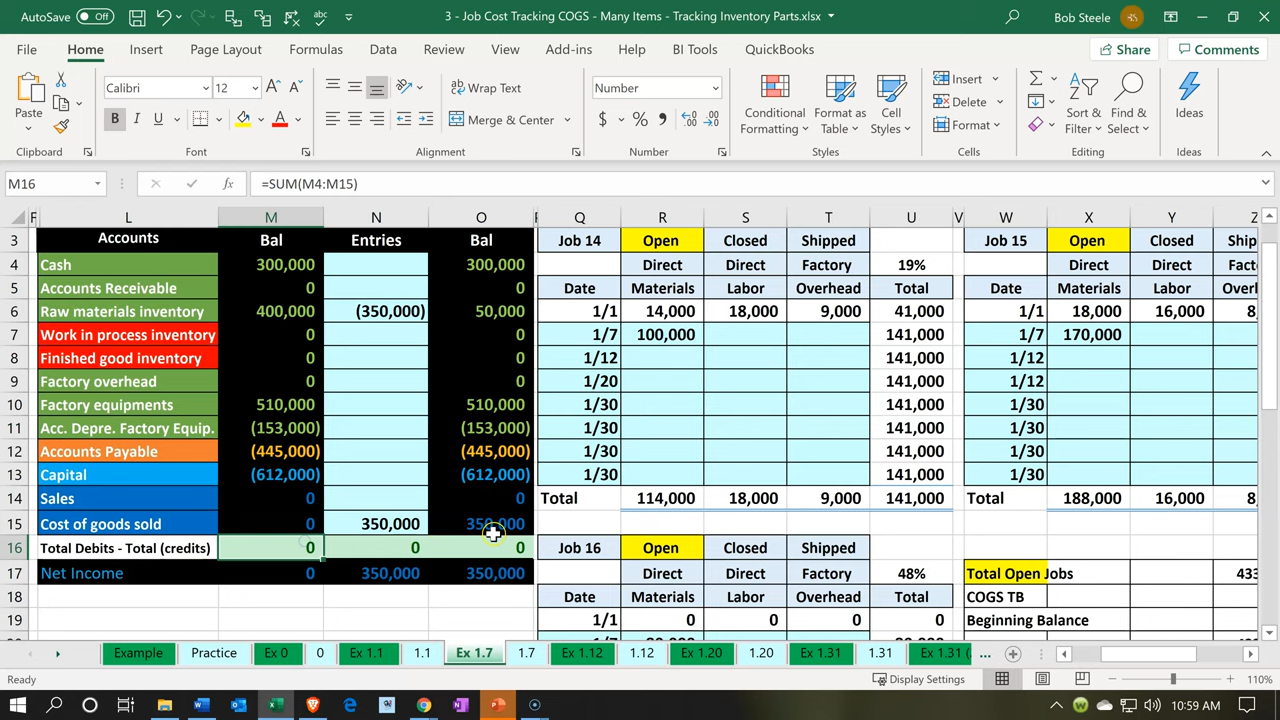 AutoSave Off 3 - Job Cost Tracking COGS - Many Items - Tracking Inventory Parts.xlsx Bob Steele
File Home Insert Page Layout Formulas Data Review View Add-ins Help BI Tools QuickBooks Share Comments
Calibri 12 A A Wrap Text Number Insert
Paste Conditional Format as Cell Delete Sort & Find & Ideas
B I U A Merge & Center $ % Formatting Table Styles Format Filter Select
Clipboard Font Alignment Number Styles Cells Editing Ideas
M16 fx =SUM(M4:M15)
F L M N O P Q R S T U V W X Y Z
3 Accounts Bal Entries Bal Job 14 Open Closed Shipped Job 15 Open Closed Ship
4 Cash 300,000 300,000 Direct Direct Factory 19% Direct Direct Facto
5 Accounts Receivable 0 0 Date Materials Labor Overhead Total Date Materials Labor Overh
6 Raw materials inventory 400,000 (350,000) 50,000 1/1 14,000 18,000 9,000 41,000 1/1 18,000 16,000 8,
7 Work in process inventory 0 0 1/7 100,000 141,000 1/7 170,000
8 Finished good inventory 0 0 1/12 141,000 1/12
9 Factory overhead 0 0 1/20 141,000 1/12
10 Factory equipments 510,000 510,000 1/30 141,000 1/30
11 Acc. Depre. Factory Equip. (153,000) (153,000) 1/30 141,000 1/30
12 Accounts Payable (445,000) (445,000) 1/30 141,000 1/30
13 Capital (612,000) (612,000) 1/30 141,000 1/30
14 Sales 0 0 Total 114,000 18,000 9,000 141,000 Total 188,000 16,000 8,
15 Cost of goods sold 0 350,000 350,000
16 Total Debits - Total (credits) 0 0 0 Job 16 Open Closed Shipped
17 Net Income 0 350,000 350,000 Direct Direct Factory 48% Total Open Jobs 433
18 Date Materials Labor Overhead Total COGS TB
19 1/1 0 0 0 0 Beginning Balance
Example Practice Ex 0 0 Ex 1.1 1.1 Ex 1.7 1.7 Ex 1.12 1.12 Ex 1.20 1.20 Ex 1.31 1.31 Ex 1.31 ( ...
Ready Display Settings 110%
10:59 AM